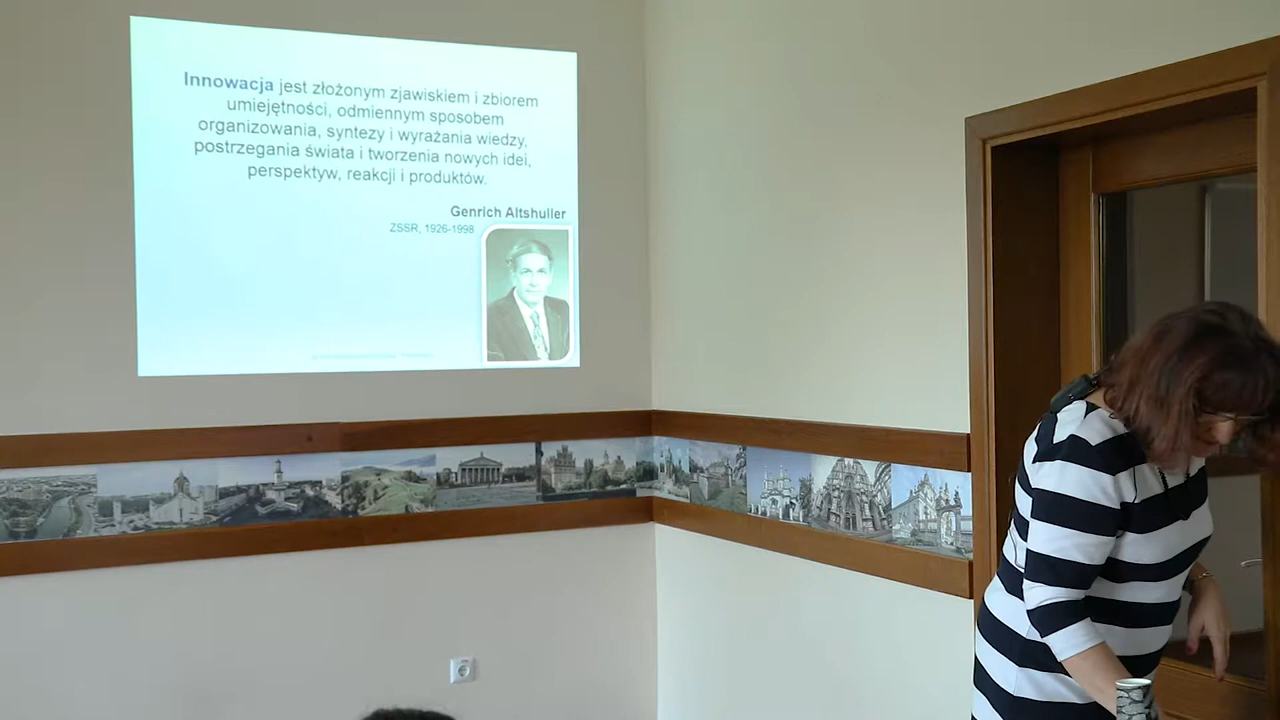 Innowacja jest złożonym zjawiskiem i zbiorem
umiejętności, odmiennym sposobem
organizowania, syntezy i wyrażania wiedzy,
postrzegania świata i tworzenia nowych idei,
perspektyw, reakcji i produktów.
Genrich Altshuller
ZSSR, 1926-1998